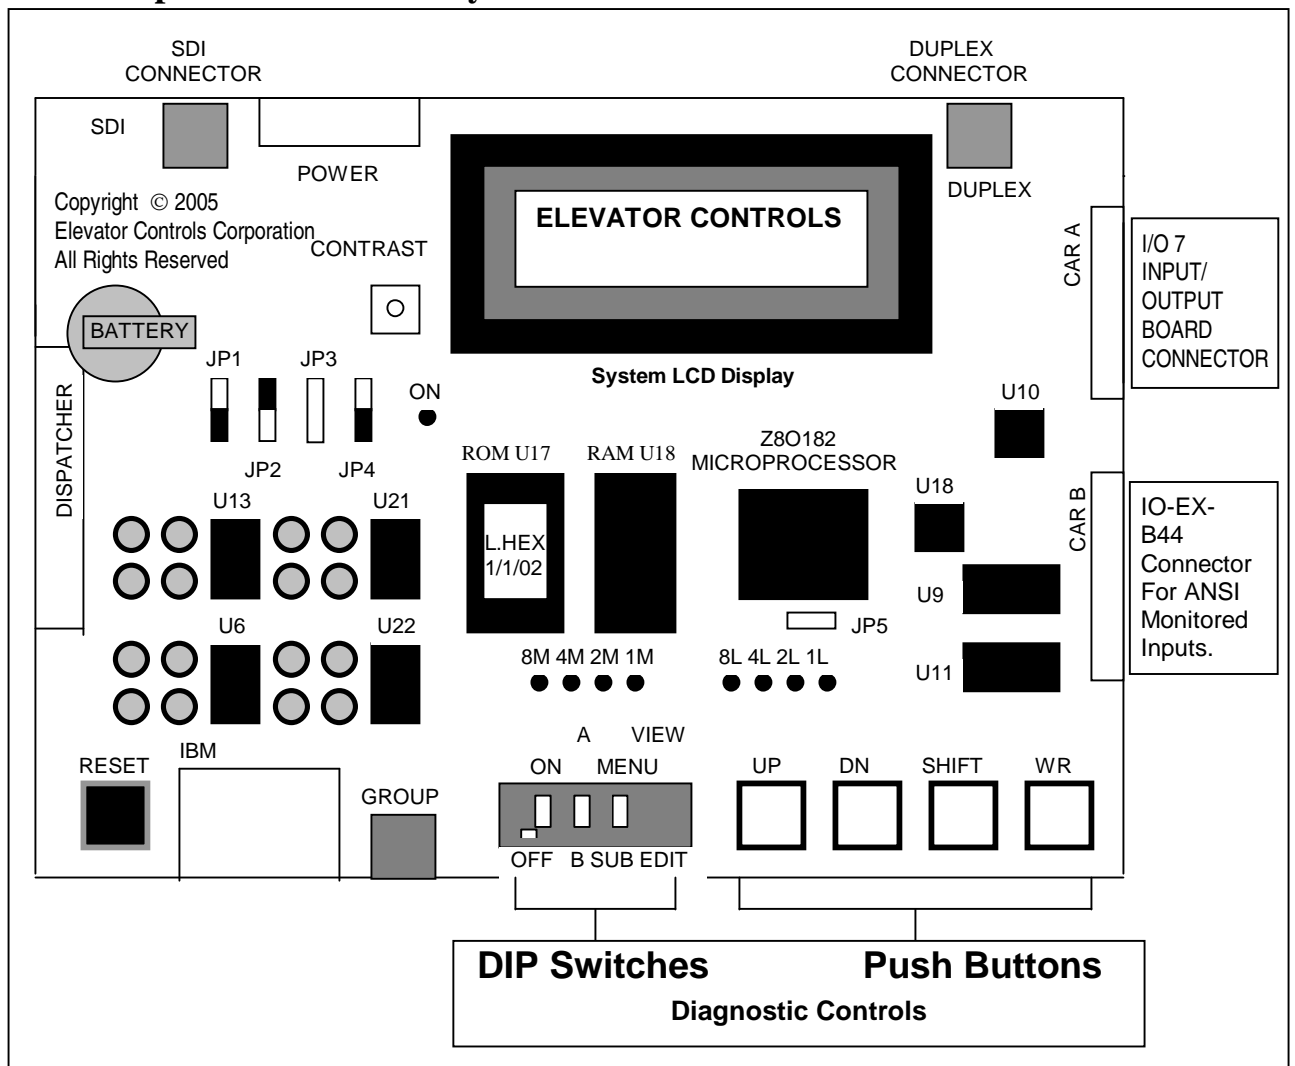 SDI
CONNECTOR
DUPLEX
CONNECTOR
SDI
POWER
DUPLEX
Copyright © 2005
Elevator Controls Corporation
All Rights Reserved
CONTRAST
ELEVATOR CONTROLS
System LCD Display
CAR A
I/O 7
INPUT/
OUTPUT
BOARD
CONNECTOR
BATTERY
JP1
JP3
ON
JP2
JP4
DISPATCHER
U10
ROM U17
RAM U18
Z8O182
MICROPROCESSOR
U13
U21
L.HEX
1/1/02
U18
CAR B
IO-EX-
B44
Connector
For ANSI
Monitored
Inputs.
U9
U6
U22
JP5
U11
8M 4M 2M 1M
8L 4L 2L 1L
A VIEW
ON MENU
RESET
IBM
GROUP
OFF B SUB EDIT
UP
DN
SHIFT
WR
DIP Switches
Push Buttons
Diagnostic Controls